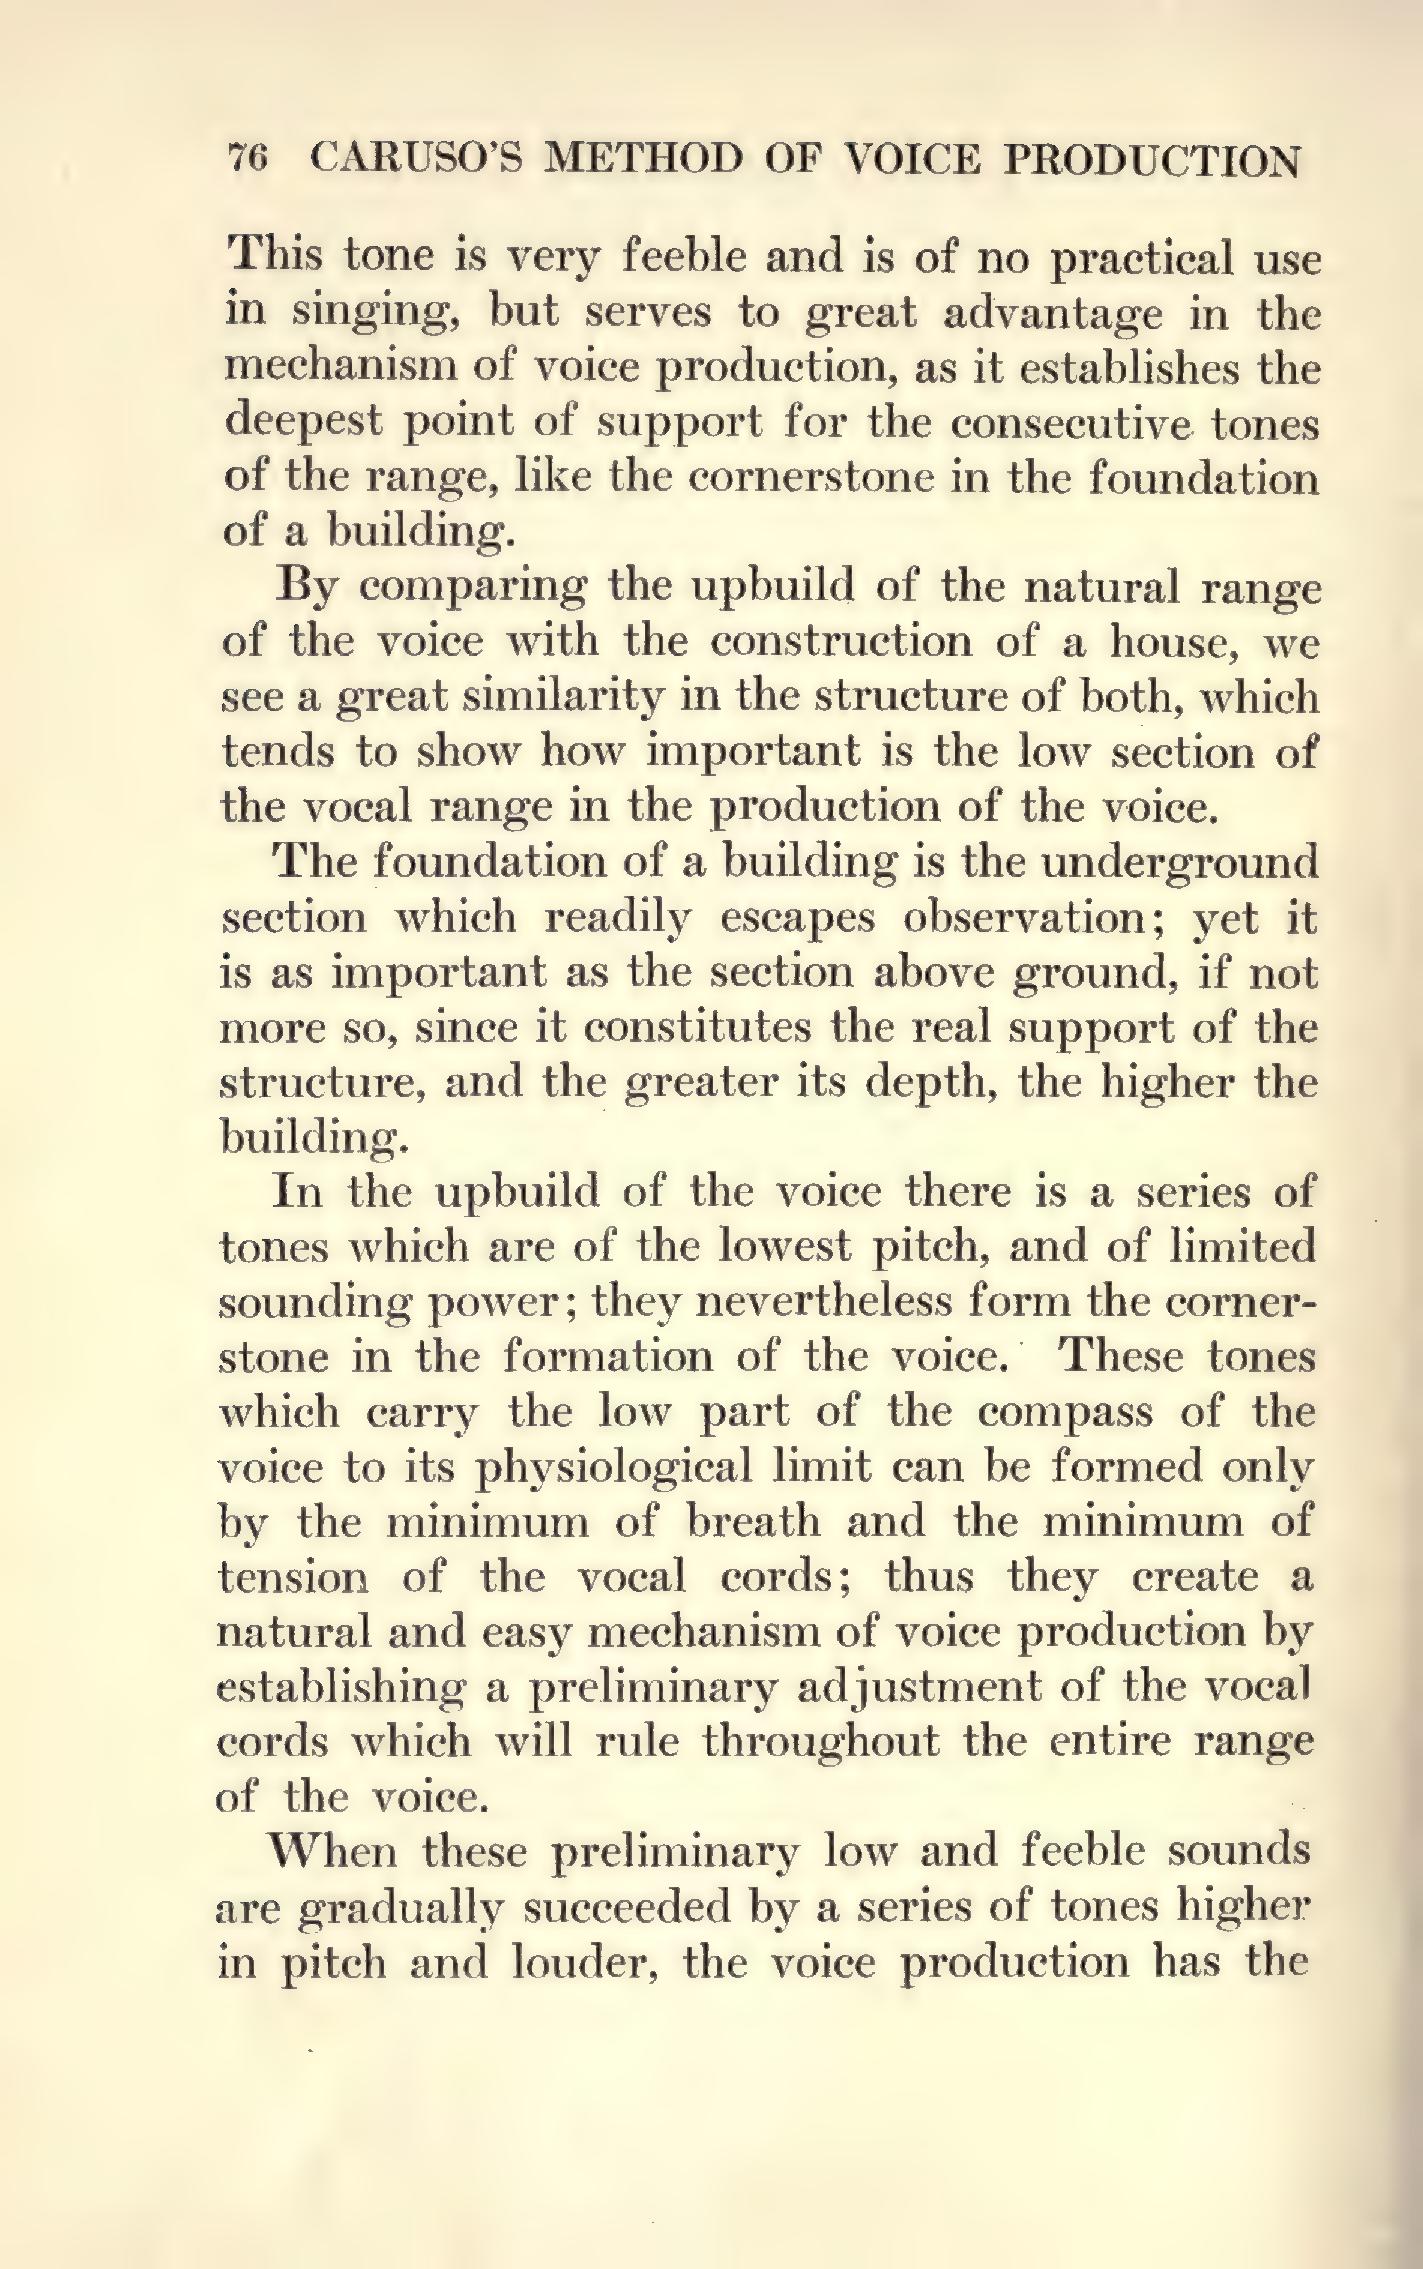 76 CARUSO'S METHOD OF VOICE PRODUCTION
This tone is very feeble and is of no practical use
in singing, but serves to great advantage in the
mechanism of voice production, as it establishes the
deepest point of support for the consecutive tones
of the range, like the cornerstone in the foundation
of a building.
By comparing the upbuild of the natural range
of the voice with the construction of a house, we
see a great similarity in the structure of both, which
tends to show how important is the low section of
the vocal range in the production of the voice.
The foundation of a building is the underground
section which readily escapes observation; yet it
is as important as the section above ground, if not
more so, since it constitutes the real support of the
structure, and the greater its depth, the higher the
building.
In the upbuild of the voice there is a series of
tones which are of the lowest pitch, and of limited
sounding power; they nevertheless form the corner-
stone in the formation of the voice. These tones
which carry the low part of the compass of the
voice to its physiological limit can be formed only
by the minimum of breath and the minimum of
tension of the vocal cords; thus they create a
natural and easy mechanism of voice production by
establishing a preliminary adjustment of the vocal
cords which will rule throughout the entire range
of the voice.
When these preliminary low and feeble sounds
are gradually succeeded by a series of tones higher
in pitch and louder, the voice production has the